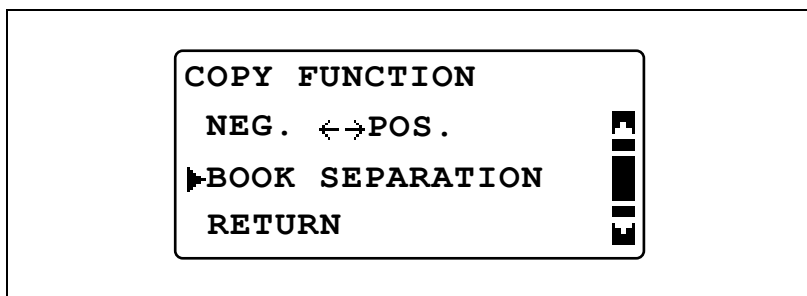 COPY FUNCTION
NEG. ←→POS.
BOOK SEPARATION
RETURN